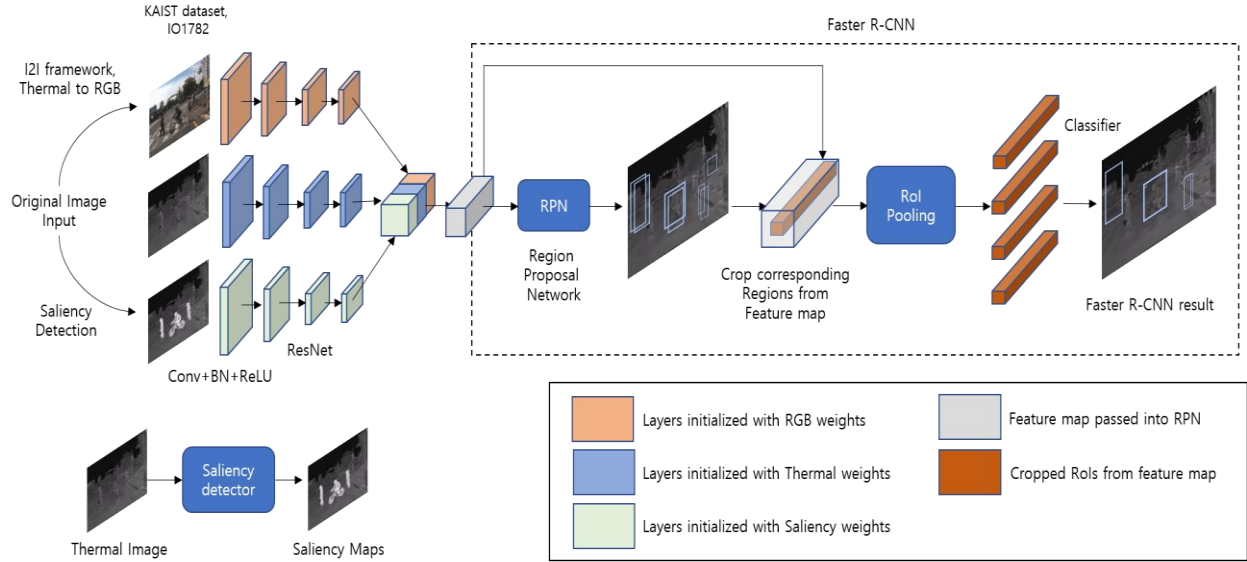 KAIST dataset,
IO1782
Faster R-CNN
I2I framework,
Thermal to RGB
Original Image
Input
Saliency
Detection
ResNet
Conv+BN+ReLU
RPN
Region
Proposal
Network
Crop corresponding
Regions from
Feature map
RoI
Pooling
Classifier
Faster R-CNN result
Thermal Image
Saliency
detector
Saliency Maps
Layers initialized with RGB weights
Layers initialized with Thermal weights
Layers initialized with Saliency weights
Feature map passed into RPN
Cropped RoIs from feature map